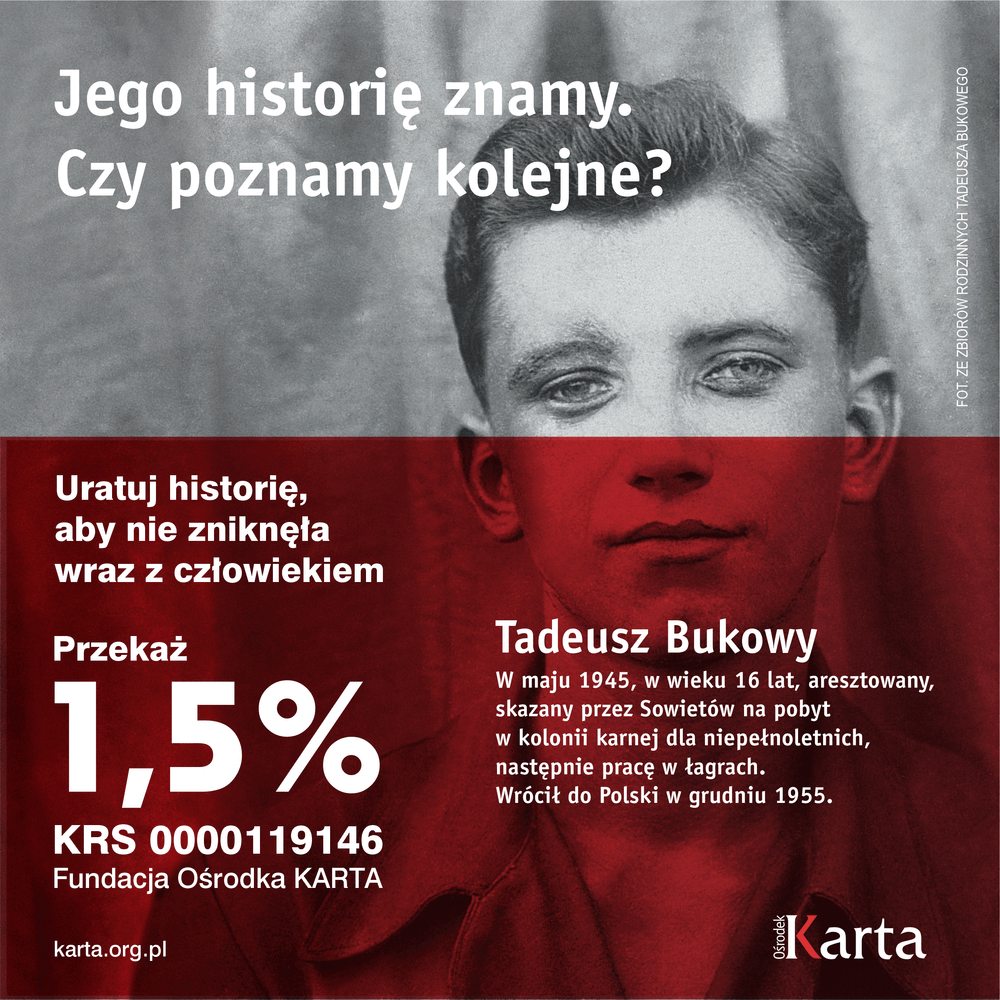 Jego historię znamy.
Czy poznamy kolejne?
FOT. ZE ZBIORÓW RODZINNYCH TADEUSZA BUKOWEGO
Uratuj historię,
aby nie zniknęła
wraz z człowiekiem
Przekaż
1,5%
KRS 0000119146
Fundacja Ośrodka KARTA
karta.org.pl
Tadeusz Bukowy
W maju 1945, w wieku 16 lat, aresztowany,
skazany przez Sowietów na pobyt
w kolonii karnej dla niepełnoletnich,
następnie pracę w łagrach.
Wrócił do Polski w grudniu 1955.
Ośrodek
Karta